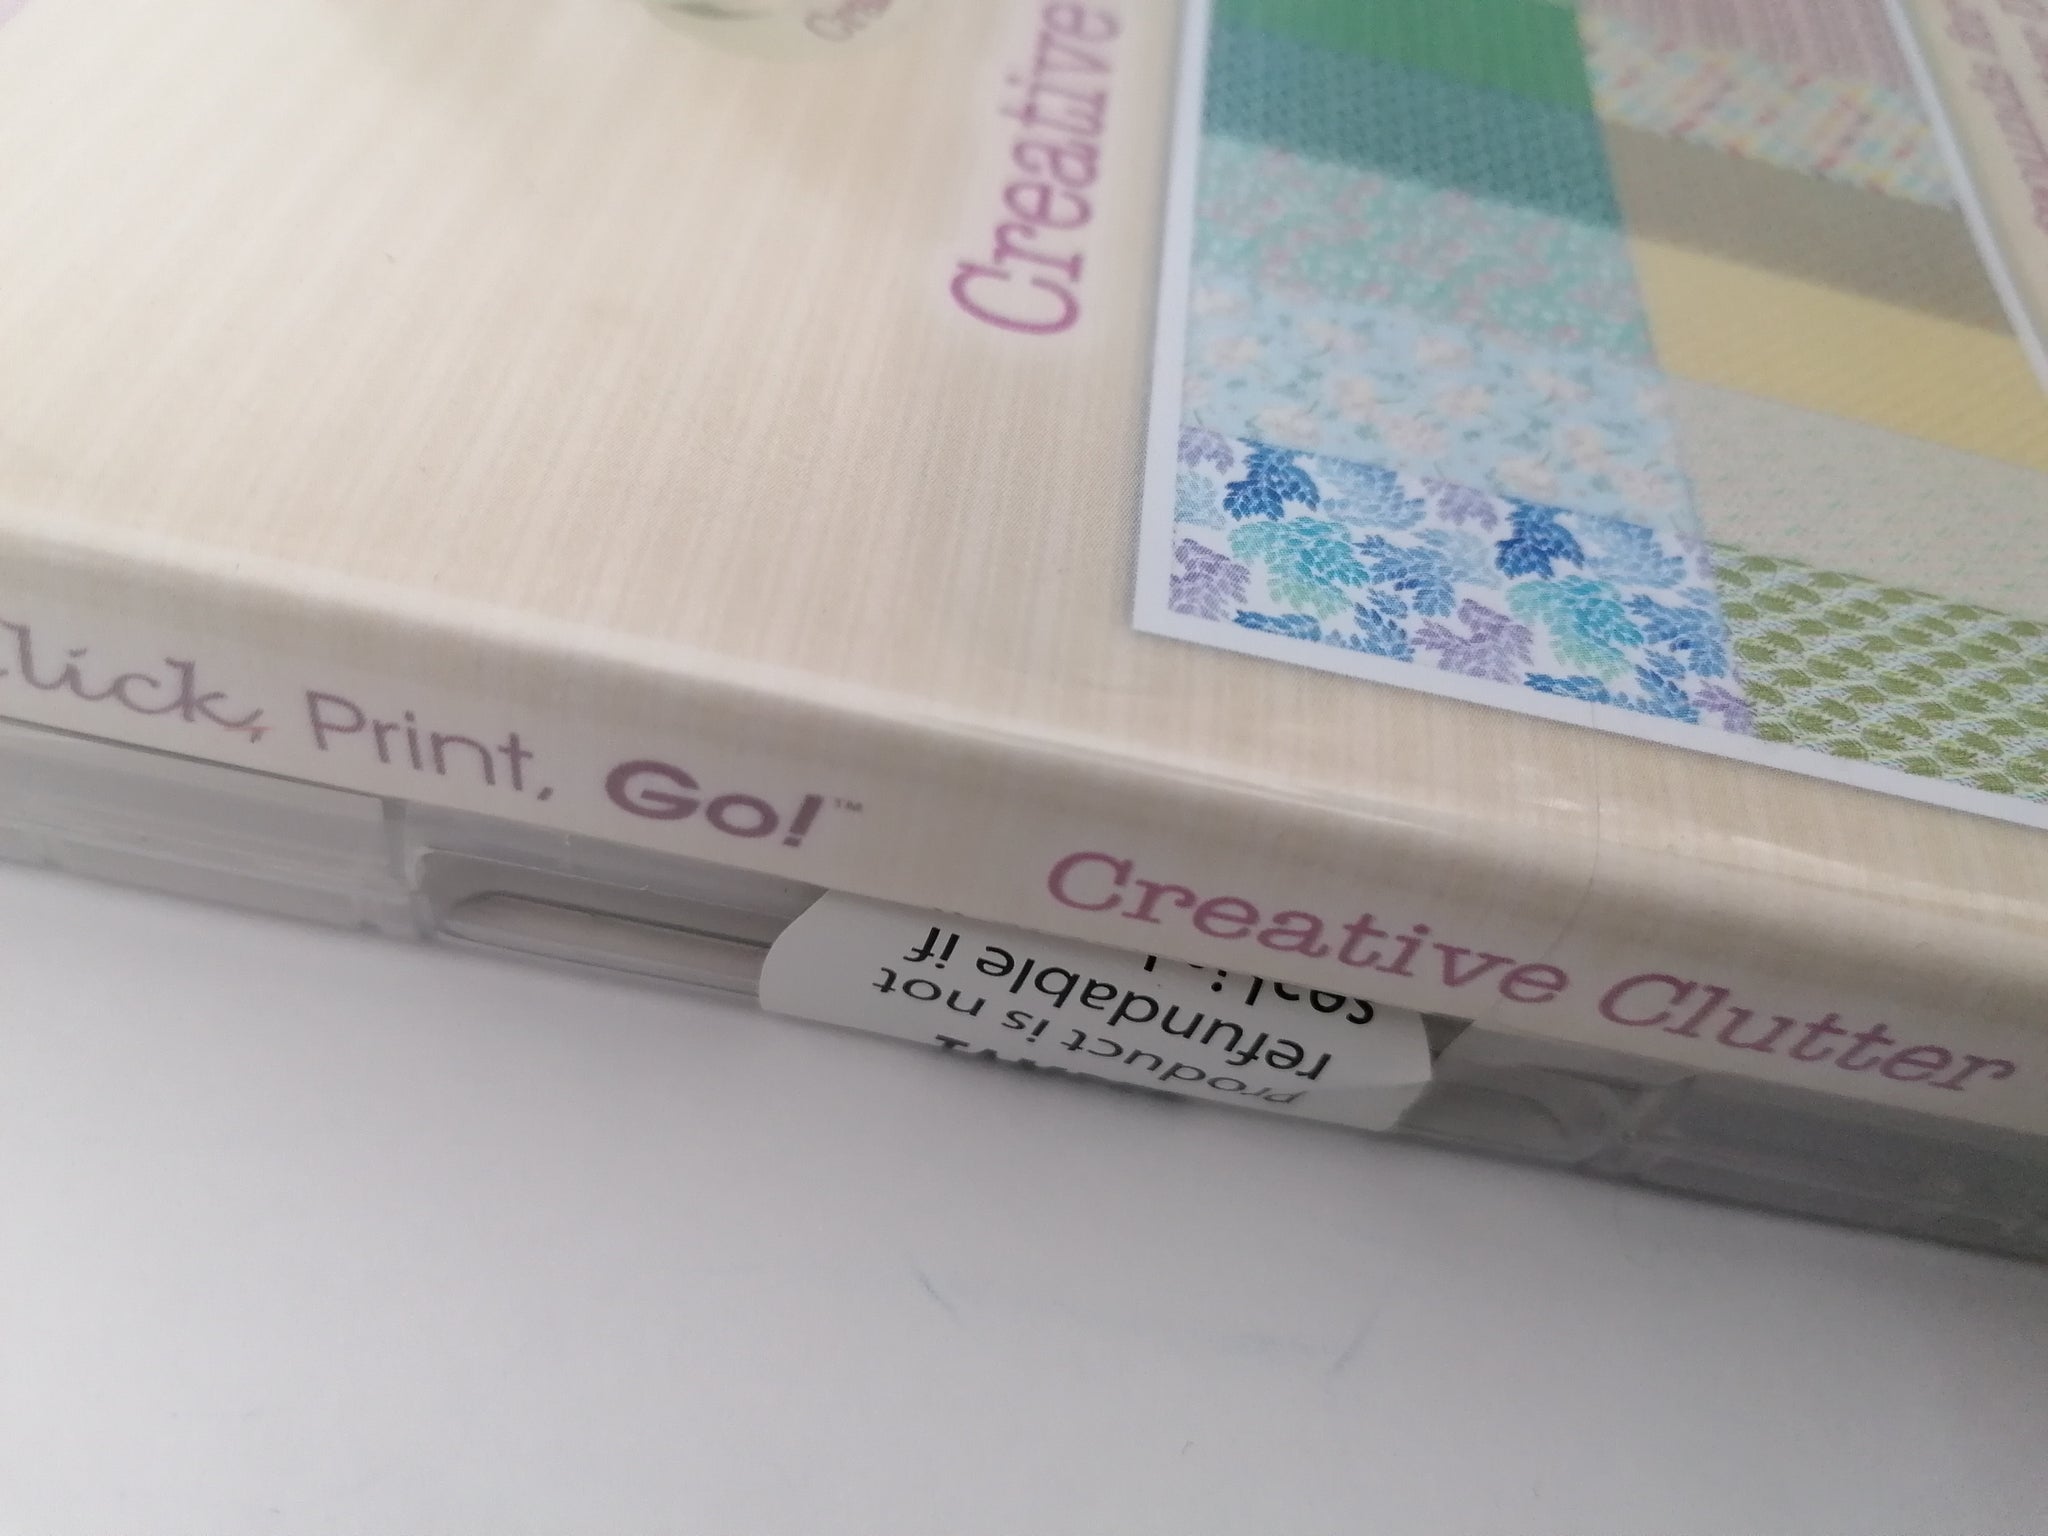 Creative
Click, Print, Go!™ Creative Clutter
Product is not
refundable if